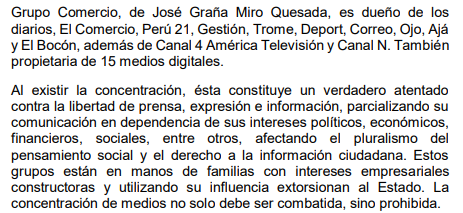 Grupo Comercio, de José Graña Miro Quesada, es dueño de los
diarios, El Comercio, Perú 21, Gestión, Trome, Deport, Correo, Ojo, Ajá
y El Bocón, además de Canal 4 América Televisión y Canal N. También
propietaria de 15 medios digitales.
Al existir la concentración, ésta constituye un verdadero atentado
contra la libertad de prensa, expresión e información, parcializando su
comunicación en dependencia de sus intereses políticos, económicos,
financieros, sociales, entre otros, afectando el pluralismo del
pensamiento social y el derecho a la información ciudadana. Estos
grupos están en manos de familias con intereses empresariales
constructoras y utilizando su influencia extorsionan al Estado. La
concentración de medios no solo debe ser combatida, sino prohibida.